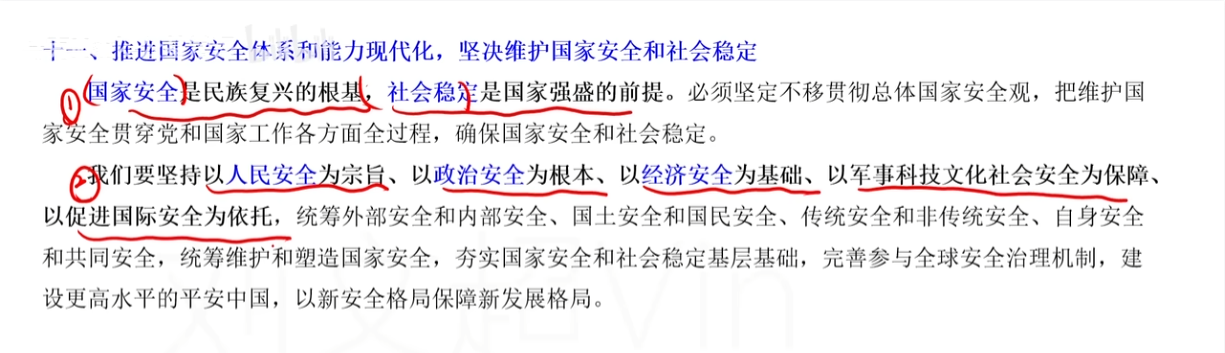 十一、推进国家安全体系和能力现代化，坚决维护国家安全和社会稳定
①国家安全是民族复兴的根基，社会稳定是国家强盛的前提。必须坚定不移贯彻总体国家安全观，把维护国
家安全贯穿党和国家工作各方面全过程，确保国家安全和社会稳定。
②我们要坚持以人民安全为宗旨、以政治安全为根本、以经济安全为基础、以军事科技文化社会安全为保障、
以促进国际安全为依托，统筹外部安全和内部安全、国土安全和国民安全、传统安全和非传统安全、自身安全
和共同安全，统筹维护和塑造国家安全，夯实国家安全和社会稳定基层基础，完善参与全球安全治理机制，建
设更高水平的平安中国，以新安全格局保障新发展格局。